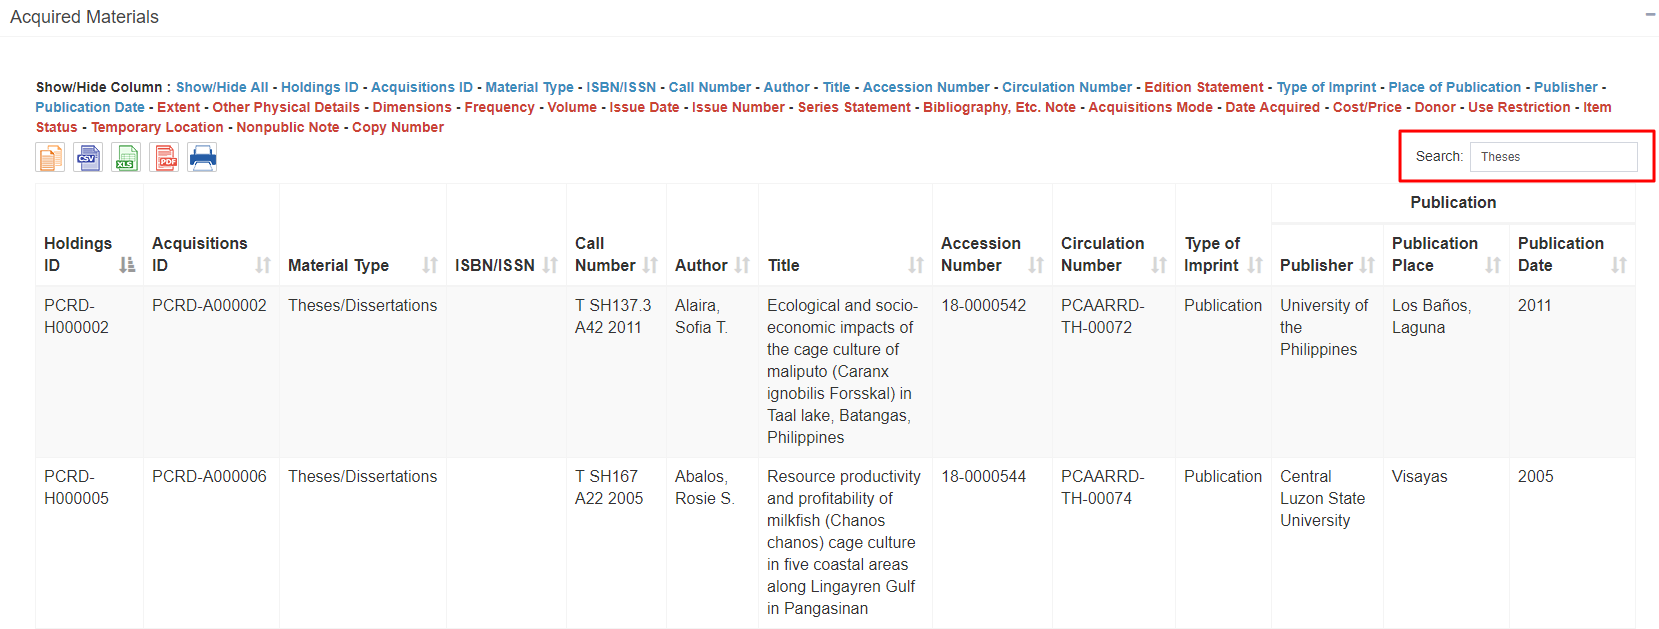 Acquired Materials
Show/Hide Column : Show/Hide All - Holdings ID - Acquisitions ID - Material Type - ISBN/ISSN - Call Number - Author - Title - Accession Number - Circulation Number - Edition Statement - Type of Imprint - Place of Publication - Publisher -
Publication Date - Extent - Other Physical Details - Dimensions - Frequency - Volume - Issue Date - Issue Number - Series Statement - Bibliography, Etc. Note - Acquisitions Mode - Date Acquired - Cost/Price - Donor - Use Restriction - Item
Status - Temporary Location - Nonpublic Note - Copy Number
CSV XLS PDF
Search: Theses
Publication
Holdings ID
Acquisitions ID
Material Type
ISBN/ISSN
Call Number
Author
Title
Accession Number
Circulation Number
Type of Imprint
Publisher
Publication Place
Publication Date
PCRD-
H000002
PCRD-A000002
Theses/Dissertations
T SH137.3
A42 2011
Alaira,
Sofia T.
Ecological and socio-
economic impacts of
the cage culture of
maliputo (Caranx
ignobilis Forsskal) in
Taal lake, Batangas,
Philippines
18-0000542
PCAARRD-
TH-00072
Publication
University of
the
Philippines
Los Baños,
Laguna
2011
PCRD-
H000005
PCRD-A000006
Theses/Dissertations
T SH167
A22 2005
Abalos,
Rosie S.
Resource productivity
and profitability of
milkfish (Chanos
chanos) cage culture
in five coastal areas
along Lingayren Gulf
in Pangasinan
18-0000544
PCAARRD-
TH-00074
Publication
Central
Luzon State
University
Visayas
2005